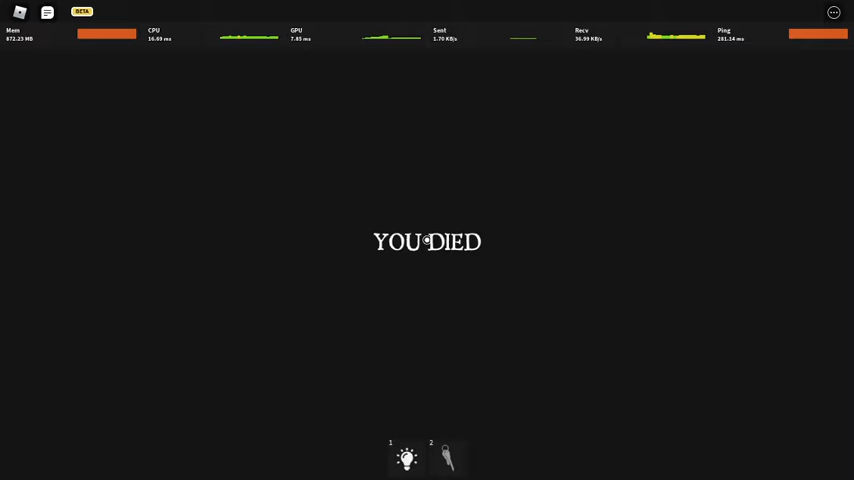 BETA
Mem CPU GPU Sent Recv Ping
872.23 MB 16.69 ms 7.85 ms 1.70 KB/s 36.99 KB/s 281.14 ms
YOU DIED
1 2